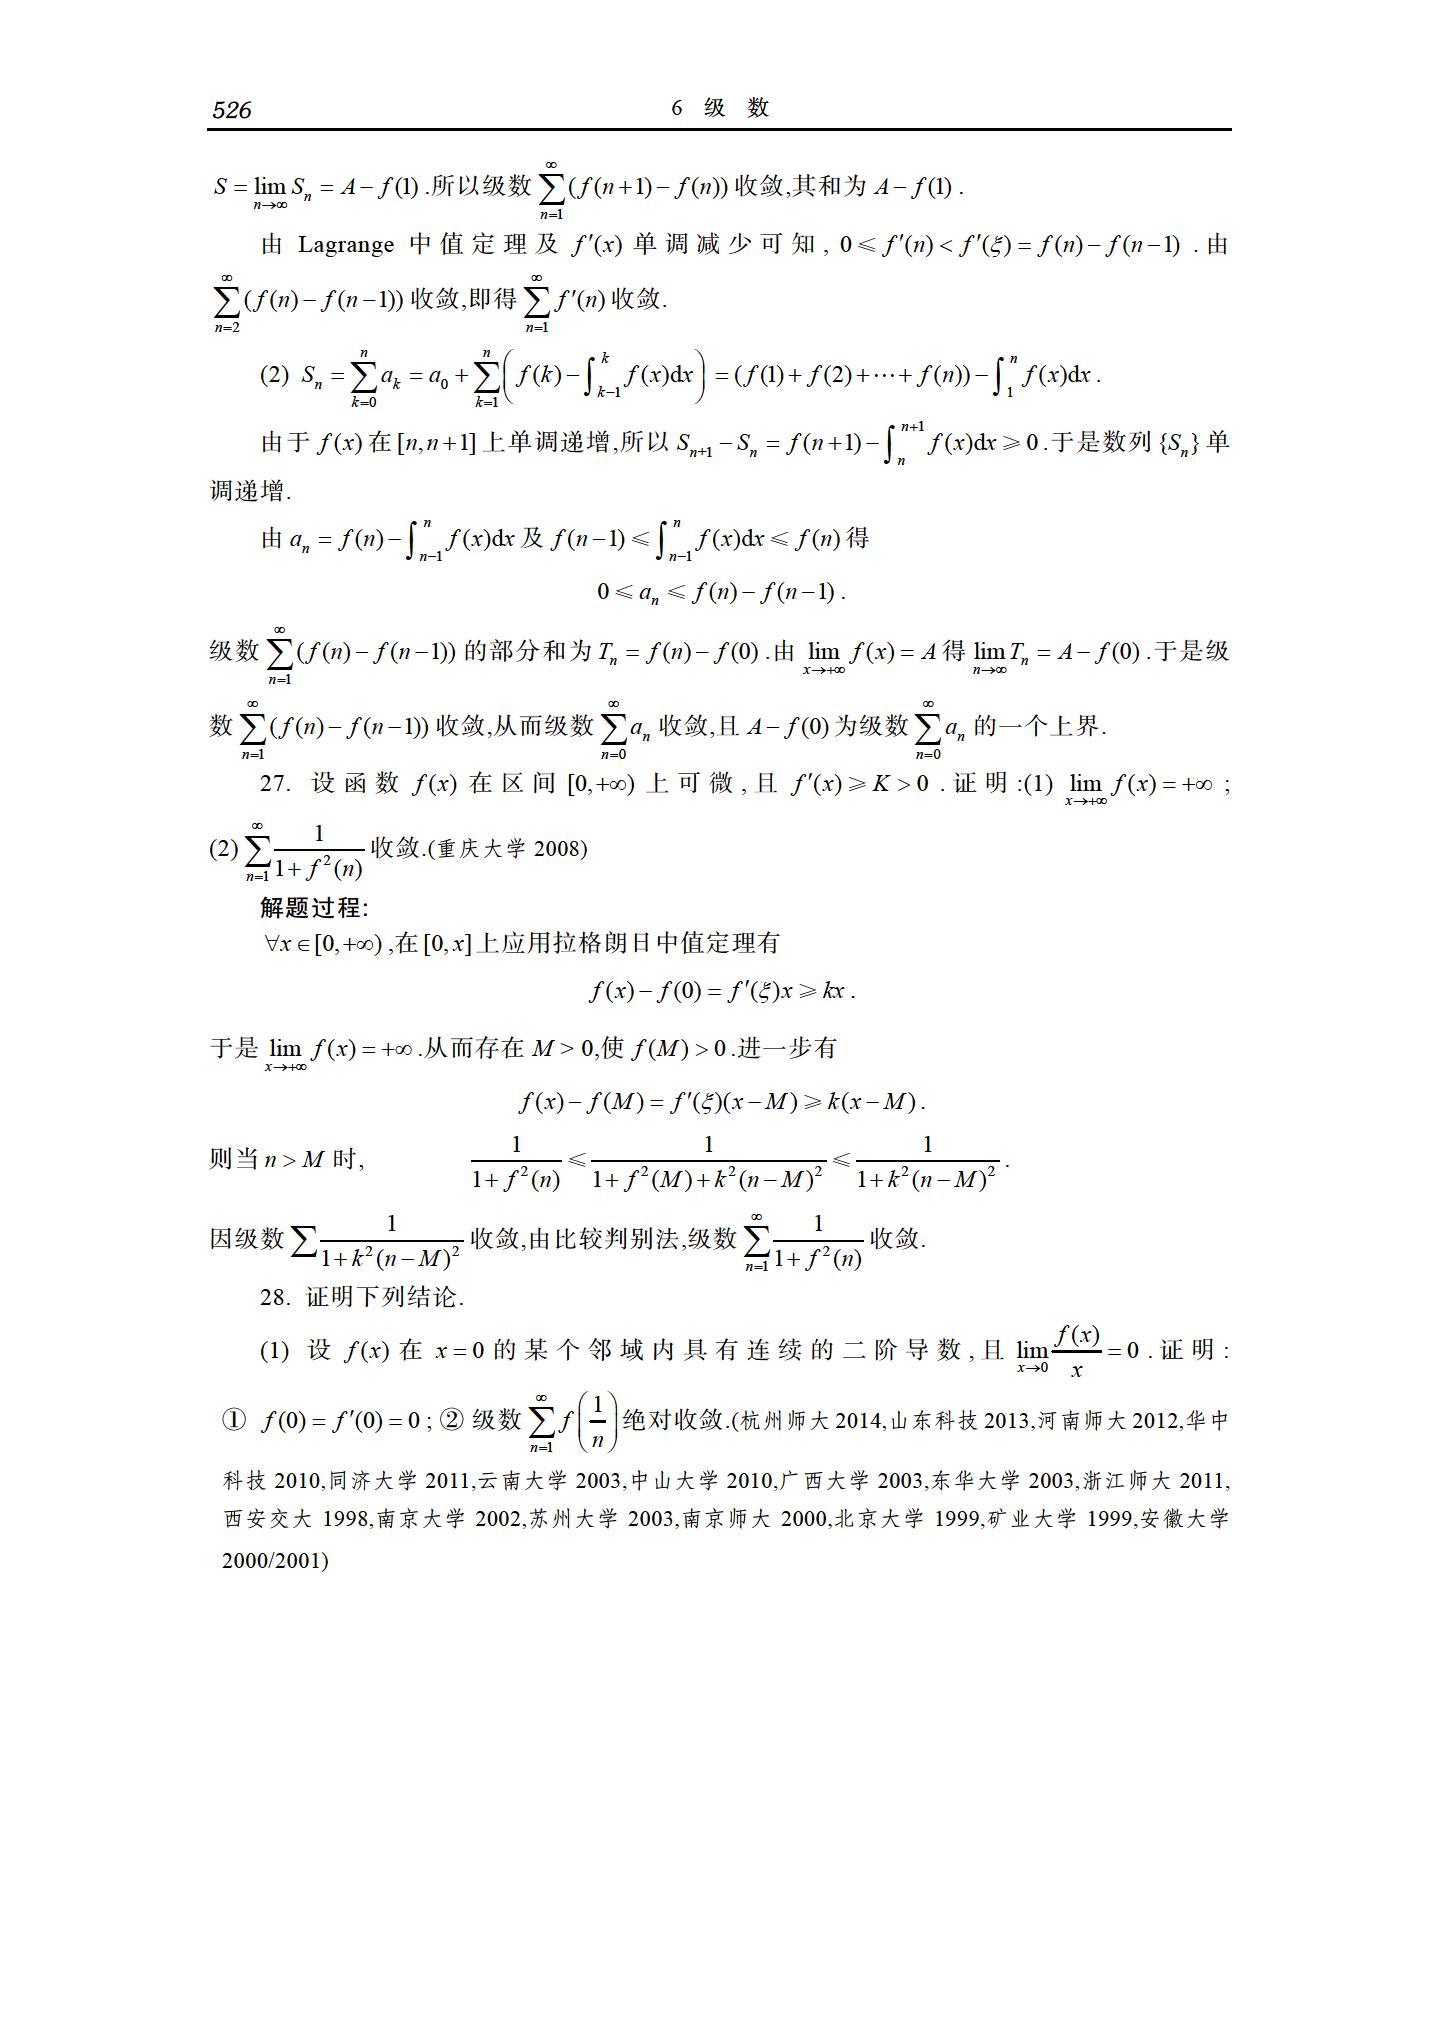 526 6 级 数
$S=\lim_{n\to\infty}S_n=A-f(1)$.所以级数$\sum_{n=1}^{\infty}(f(n+1)-f(n))$收敛,其和为$A-f(1)$.
由 Lagrange 中值定理及$f'(x)$单调减少可知,$0\leqslant f'(n)<f'(\xi)=f(n)-f(n-1)$.由
$\sum_{n=2}^{\infty}(f(n)-f(n-1))$收敛,即得$\sum_{n=1}^{\infty}f'(n)$收敛.
(2) $S_n=\sum_{k=0}^{n}a_k=a_0+\sum_{k=1}^{n}\left(f(k)-\int_{k-1}^{k}f(x)\mathrm{d}x\right)=(f(1)+f(2)+\cdots+f(n))-\int_{1}^{n}f(x)\mathrm{d}x$.
由于$f(x)$在$[n,n+1]$上单调递增,所以$S_{n+1}-S_n=f(n+1)-\int_{n}^{n+1}f(x)\mathrm{d}x\geqslant 0$.于是数列$\{S_n\}$单
调递增.
由$a_n=f(n)-\int_{n-1}^{n}f(x)\mathrm{d}x$及$f(n-1)\leqslant\int_{n-1}^{n}f(x)\mathrm{d}x\leqslant f(n)$得
$0\leqslant a_n\leqslant f(n)-f(n-1)$.
级数$\sum_{n=1}^{\infty}(f(n)-f(n-1))$的部分和为$T_n=f(n)-f(0)$.由$\lim_{x\to+\infty}f(x)=A$得$\lim_{n\to\infty}T_n=A-f(0)$.于是级
数$\sum_{n=1}^{\infty}(f(n)-f(n-1))$收敛,从而级数$\sum_{n=0}^{\infty}a_n$收敛,且$A-f(0)$为级数$\sum_{n=0}^{\infty}a_n$的一个上界.
27. 设函数$f(x)$在区间$[0,+\infty)$上可微,且$f'(x)\geqslant K>0$.证明:(1) $\lim_{x\to+\infty}f(x)=+\infty$;
(2)$\sum_{n=1}^{\infty}\frac{1}{1+f^2(n)}$收敛.(重庆大学 2008)
解题过程:
$\forall x\in[0,+\infty)$,在$[0,x]$上应用拉格朗日中值定理有
$f(x)-f(0)=f'(\xi)x\geqslant kx$.
于是$\lim_{x\to+\infty}f(x)=+\infty$.从而存在$M>0$,使$f(M)>0$.进一步有
$f(x)-f(M)=f'(\xi)(x-M)\geqslant k(x-M)$.
则当$n>M$时, $\frac{1}{1+f^2(n)}\leqslant\frac{1}{1+f^2(M)+k^2(n-M)^2}\leqslant\frac{1}{1+k^2(n-M)^2}$.
因级数$\sum\frac{1}{1+k^2(n-M)^2}$收敛,由比较判别法,级数$\sum_{n=1}^{\infty}\frac{1}{1+f^2(n)}$收敛.
28. 证明下列结论.
(1) 设$f(x)$在$x=0$的某个邻域内具有连续的二阶导数,且$\lim_{x\to 0}\frac{f(x)}{x}=0$.证明:
① $f(0)=f'(0)=0$;② 级数$\sum_{n=1}^{\infty}f\left(\frac{1}{n}\right)$绝对收敛.(杭州师大 2014,山东科技 2013,河南师大 2012,华中
科技 2010,同济大学 2011,云南大学 2003,中山大学 2010,广西大学 2003,东华大学 2003,浙江师大 2011,
西安交大 1998,南京大学 2002,苏州大学 2003,南京师大 2000,北京大学 1999,矿业大学 1999,安徽大学
2000/2001)